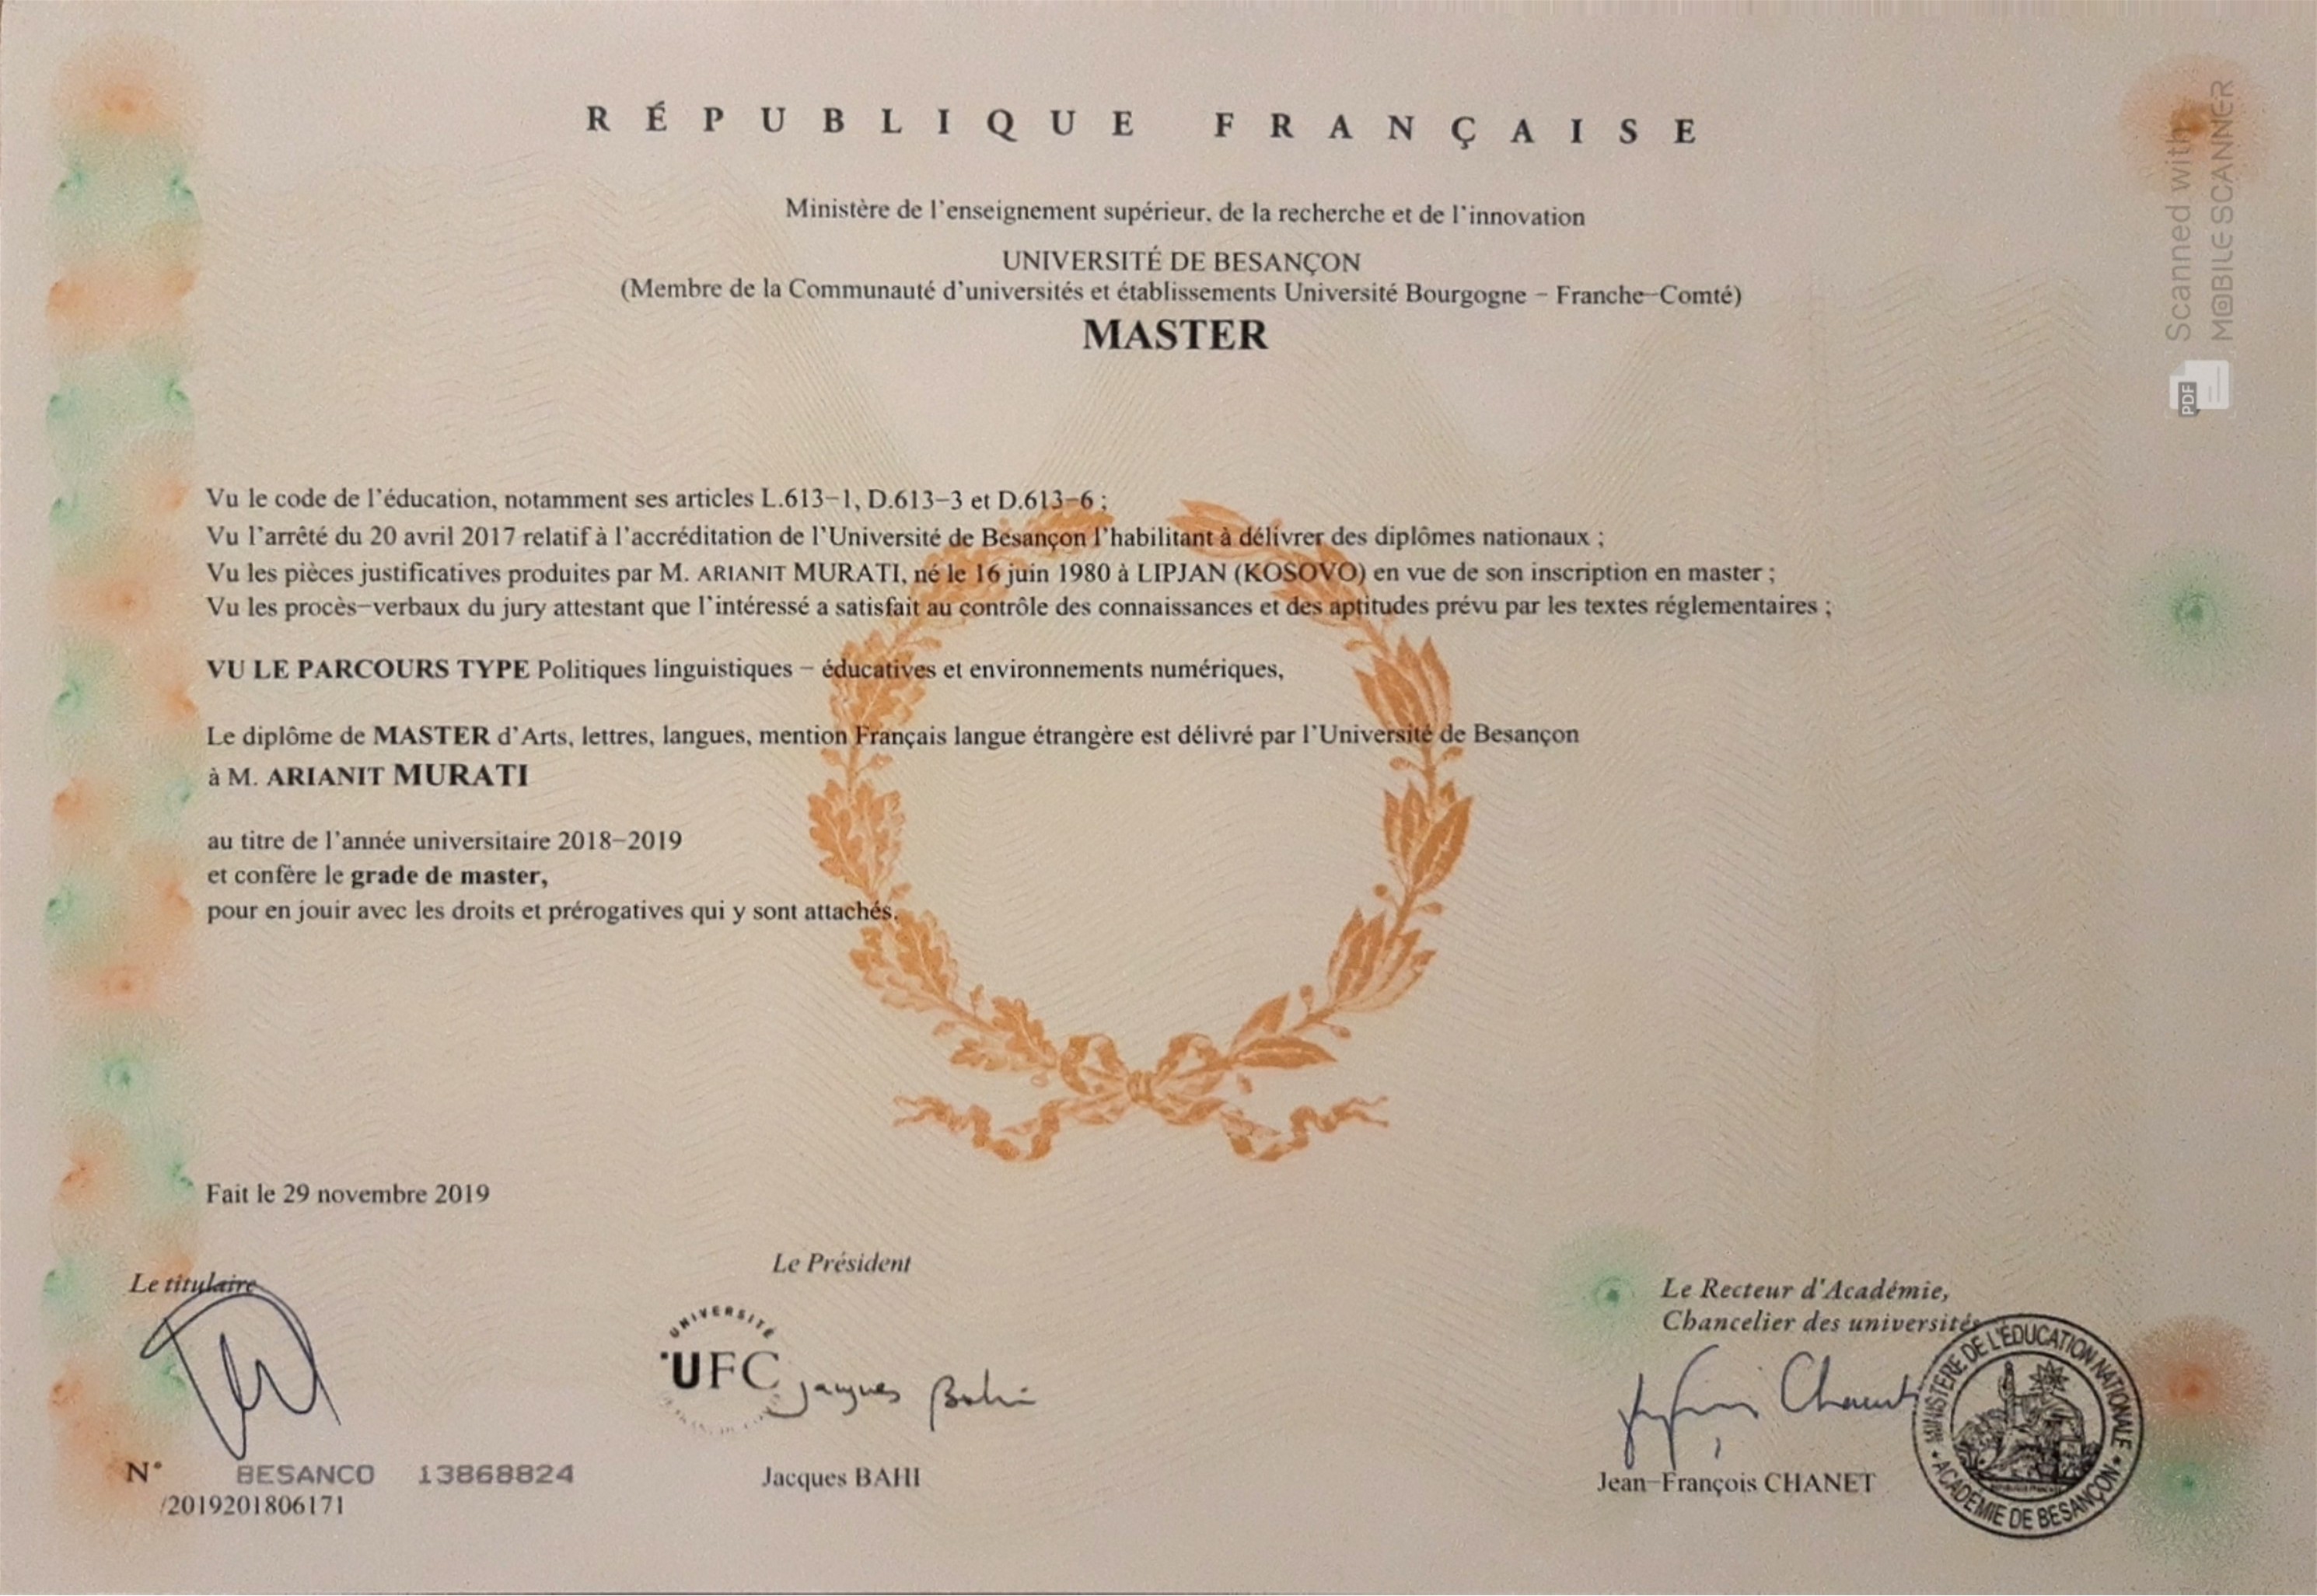 RÉPUBLIQUE FRANÇAISE
Ministère de l'enseignement supérieur, de la recherche et de l'innovation
UNIVERSITÉ DE BESANÇON
(Membre de la Communauté d'universités et établissements Université Bourgogne – Franche–Comté)
MASTER
Scanned with
MOBILE SCANNER
PDF
Vu le code de l'éducation, notamment ses articles L.613–1, D.613–3 et D.613–6 ;
Vu l'arrêté du 20 avril 2017 relatif à l'accréditation de l'Université de Besançon l'habilitant à délivrer des diplômes nationaux ;
Vu les pièces justificatives produites par M. ARIANIT MURATI, né le 16 juin 1980 à LIPJAN (KOSOVO) en vue de son inscription en master ;
Vu les procès–verbaux du jury attestant que l'intéressé a satisfait au contrôle des connaissances et des aptitudes prévu par les textes réglementaires ;
VU LE PARCOURS TYPE Politiques linguistiques – éducatives et environnements numériques,
Le diplôme de MASTER d'Arts, lettres, langues, mention Français langue étrangère est délivré par l'Université de Besançon
à M. ARIANIT MURATI
au titre de l'année universitaire 2018–2019
et confère le grade de master,
pour en jouir avec les droits et prérogatives qui y sont attachés.
Fait le 29 novembre 2019
Le titulaire
Le Président
Le Recteur d'Académie,
Chancelier des universités
UNIVERSITÉ
UFC
Jacques Bahi
MINISTÈRE DE L'ÉDUCATION NATIONALE
ACADÉMIE DE BESANÇON
N° BESANCO 13868824
/2019201806171
Jacques BAHI
Jean–François CHANET